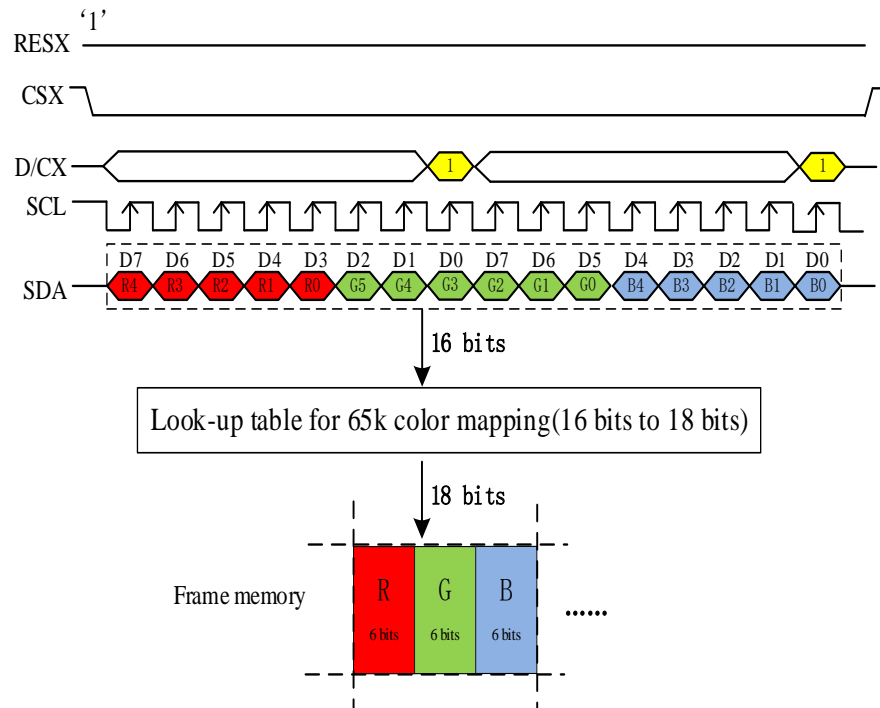 ‘1’
RESX
CSX
D/CX 1 1
SCL
D7 D6 D5 D4 D3 D2 D1 D0 D7 D6 D5 D4 D3 D2 D1 D0
SDA R4 R3 R2 R1 R0 G5 G4 G3 G2 G1 G0 B4 B3 B2 B1 B0
16 bits
Look-up table for 65k color mapping(16 bits to 18 bits)
18 bits
R G B
Frame memory ......
6 bits 6 bits 6 bits